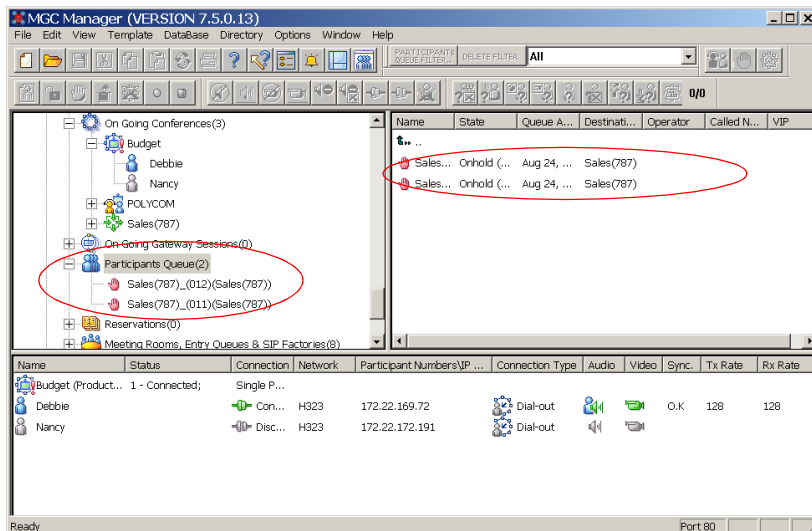 MGC Manager (VERSION 7.5.0.13)
File Edit View Template DataBase Directory Options Window Help
PARTICIPANTS QUEUE FILTER... DELETE FILTER All
0/0
On Going Conferences(3)
Budget
Debbie
Nancy
POLYCOM
Sales(787)
On Going Gateway Sessions(0)
Participants Queue(2)
Sales(787)_(012)(Sales(787))
Sales(787)_(011)(Sales(787))
Reservations(0)
Meeting Rooms, Entry Queues & SIP Factories(8)
Name State Queue A... Destinati... Operator Called N... VIP
..
Sales... Onhold (... Aug 24, ... Sales(787)
Sales... Onhold (... Aug 24, ... Sales(787)
Name Status Connection Network Participant Numbers\IP ... Connection Type Audio Video Sync. Tx Rate Rx Rate
Budget (Product... 1 - Connected; Single P...
Debbie Con... H323 172.22.169.72 Dial-out O.K 128 128
Nancy Disc... H323 172.22.172.191 Dial-out
Ready Port 80